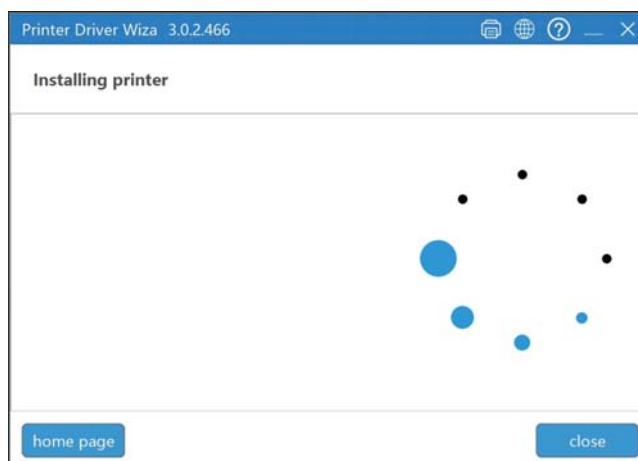 Printer Driver Wiza 3.0.2.466
Installing printer
home page
close